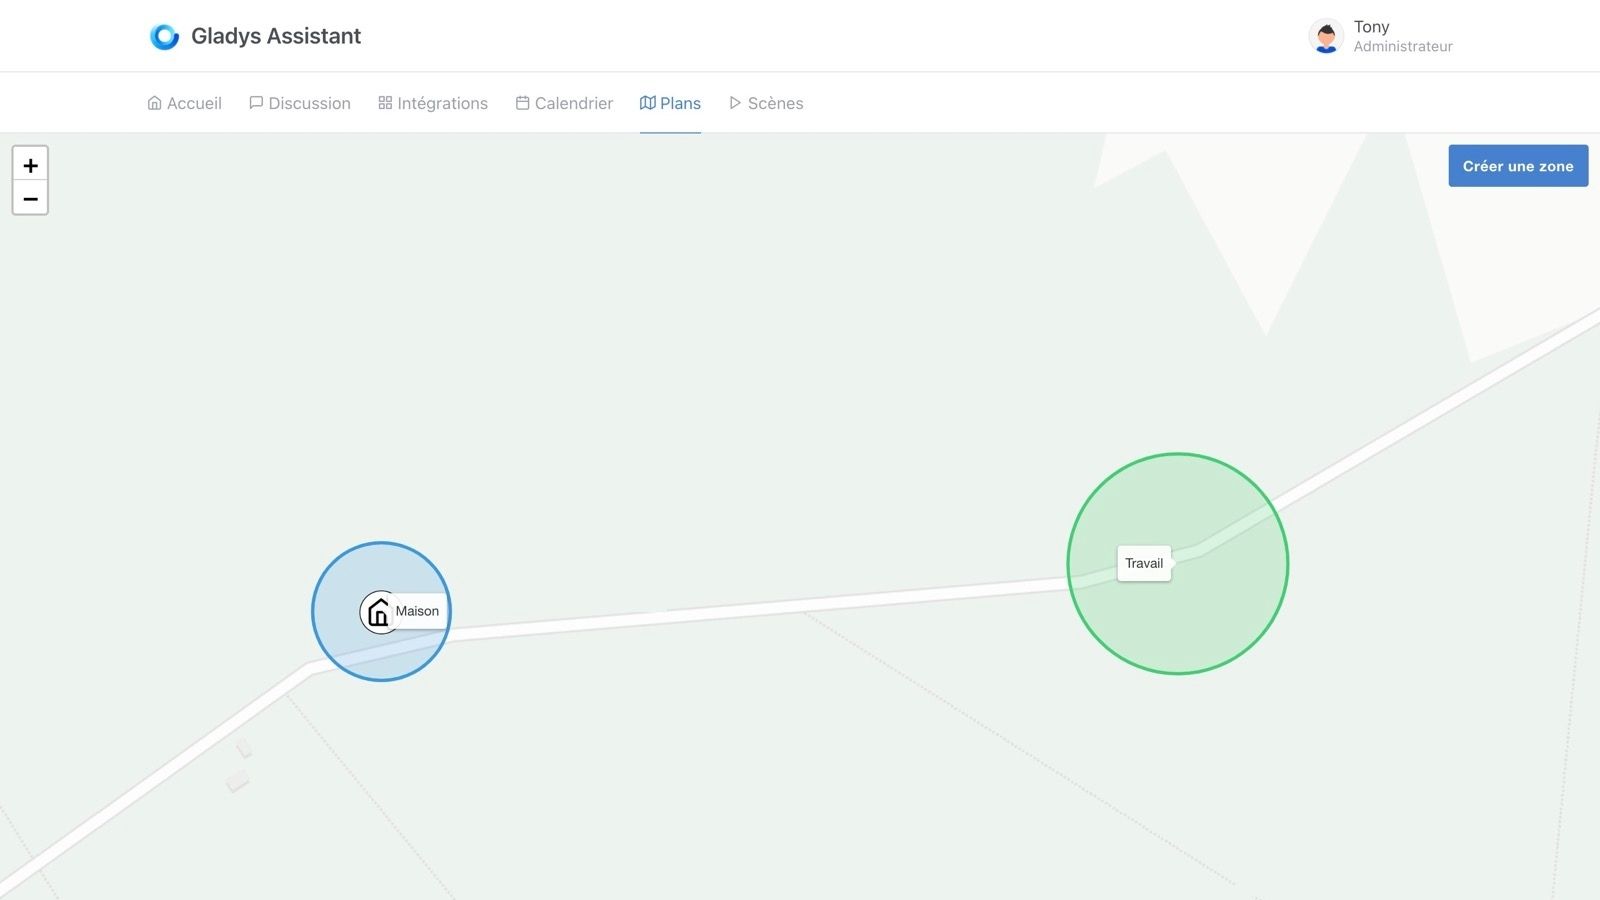 Gladys Assistant
Tony
Administrateur
Accueil
Discussion
Intégrations
Calendrier
Plans
Scènes
+
−
Créer une zone
Travail
Maison